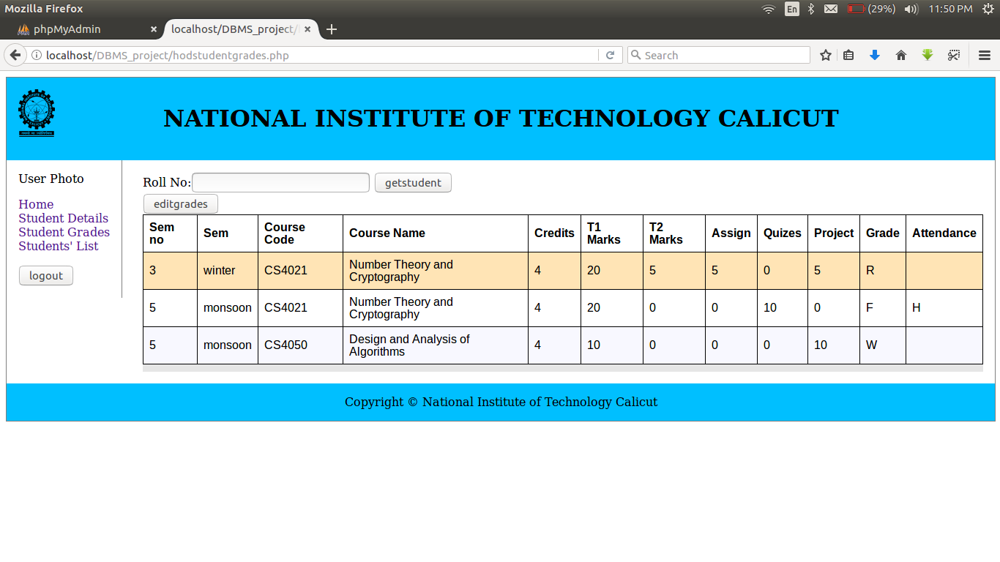 Mozilla Firefox
En
(29%)
11:50 PM
phpMyAdmin
localhost/DBMS_project/
localhost/DBMS_project/hodstudentgrades.php
Search
NATIONAL INSTITUTE OF TECHNOLOGY CALICUT
User Photo
Home
Student Details
Student Grades
Students' List
logout
Roll No:
getstudent
editgrades
Sem no Sem Course Code Course Name Credits T1 Marks T2 Marks Assign Quizes Project Grade Attendance
3 winter CS4021 Number Theory and Cryptography 4 20 5 5 0 5 R
5 monsoon CS4021 Number Theory and Cryptography 4 20 0 0 10 0 F H
5 monsoon CS4050 Design and Analysis of Algorithms 4 10 0 0 0 10 W
Copyright © National Institute of Technology Calicut